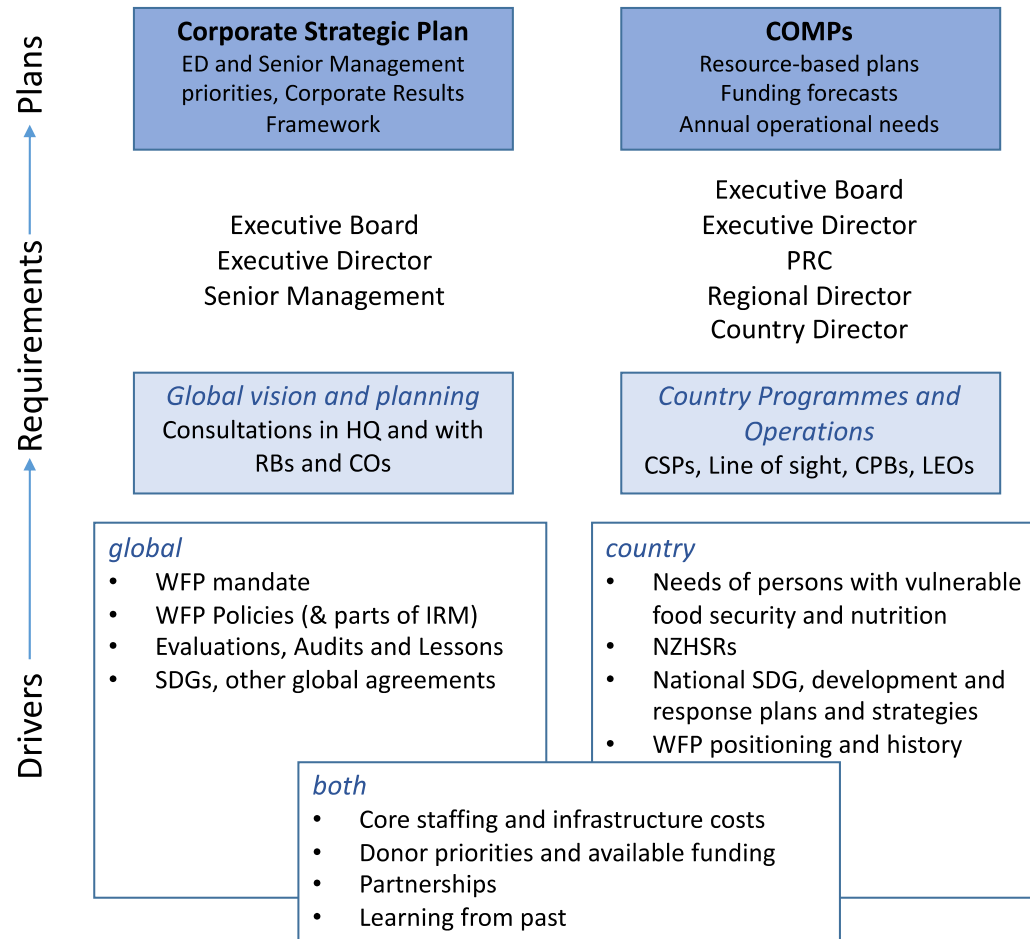 Plans
Requirements
Drivers
Corporate Strategic Plan
ED and Senior Management
priorities, Corporate Results
Framework
COMPs
Resource-based plans
Funding forecasts
Annual operational needs
Executive Board
Executive Director
Senior Management
Executive Board
Executive Director
PRC
Regional Director
Country Director
Global vision and planning
Consultations in HQ and with
RBs and COs
Country Programmes and
Operations
CSPs, Line of sight, CPBs, LEOs
global
• WFP mandate
• WFP Policies (& parts of IRM)
• Evaluations, Audits and Lessons
• SDGs, other global agreements
country
• Needs of persons with vulnerable
food security and nutrition
• NZHSRs
• National SDG, development and
response plans and strategies
• WFP positioning and history
both
• Core staffing and infrastructure costs
• Donor priorities and available funding
• Partnerships
• Learning from past